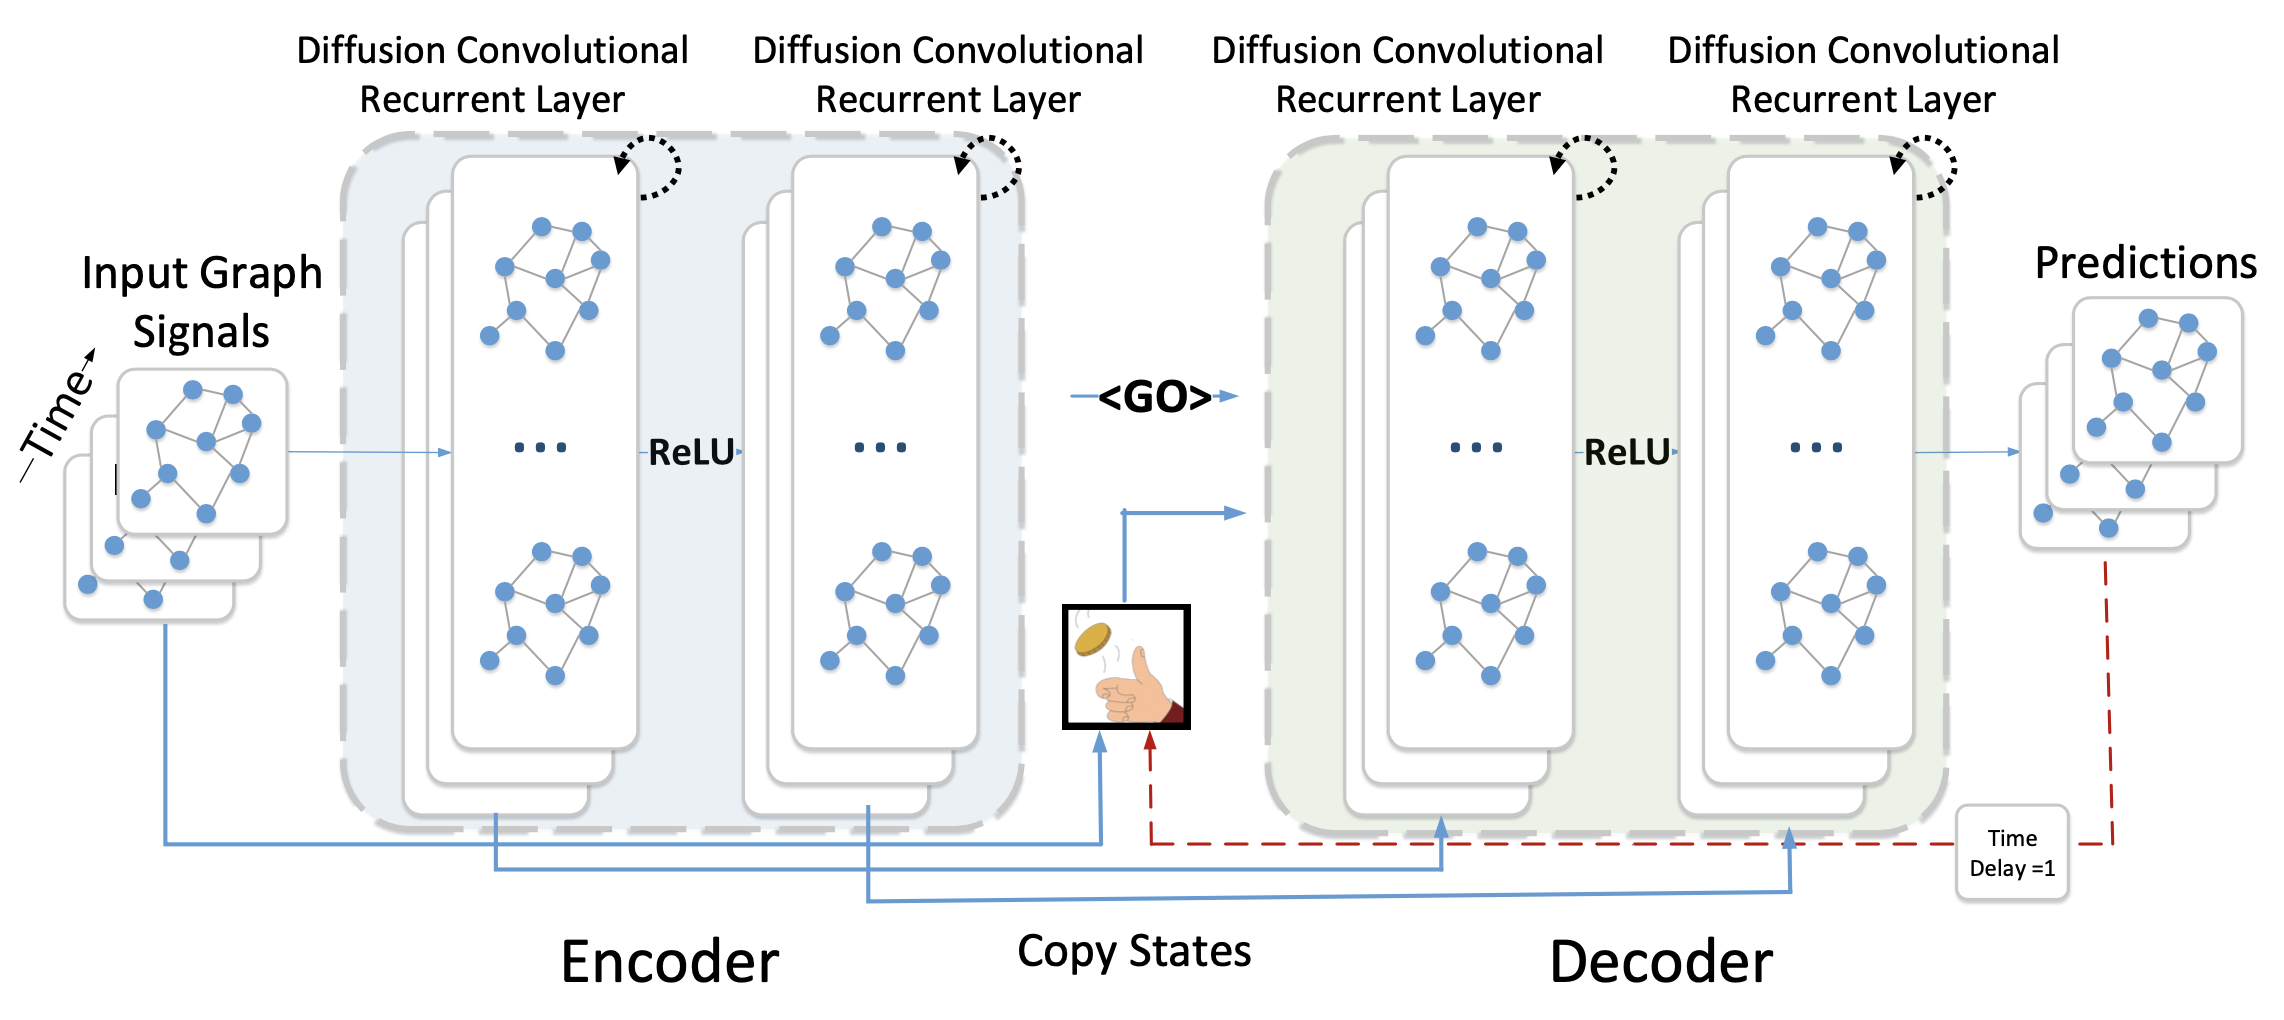 Diffusion Convolutional
Recurrent Layer
Diffusion Convolutional
Recurrent Layer
Diffusion Convolutional
Recurrent Layer
Diffusion Convolutional
Recurrent Layer
Input Graph
Signals
Time
ReLU
<GO>
ReLU
Predictions
Time
Delay =1
Encoder
Copy States
Decoder